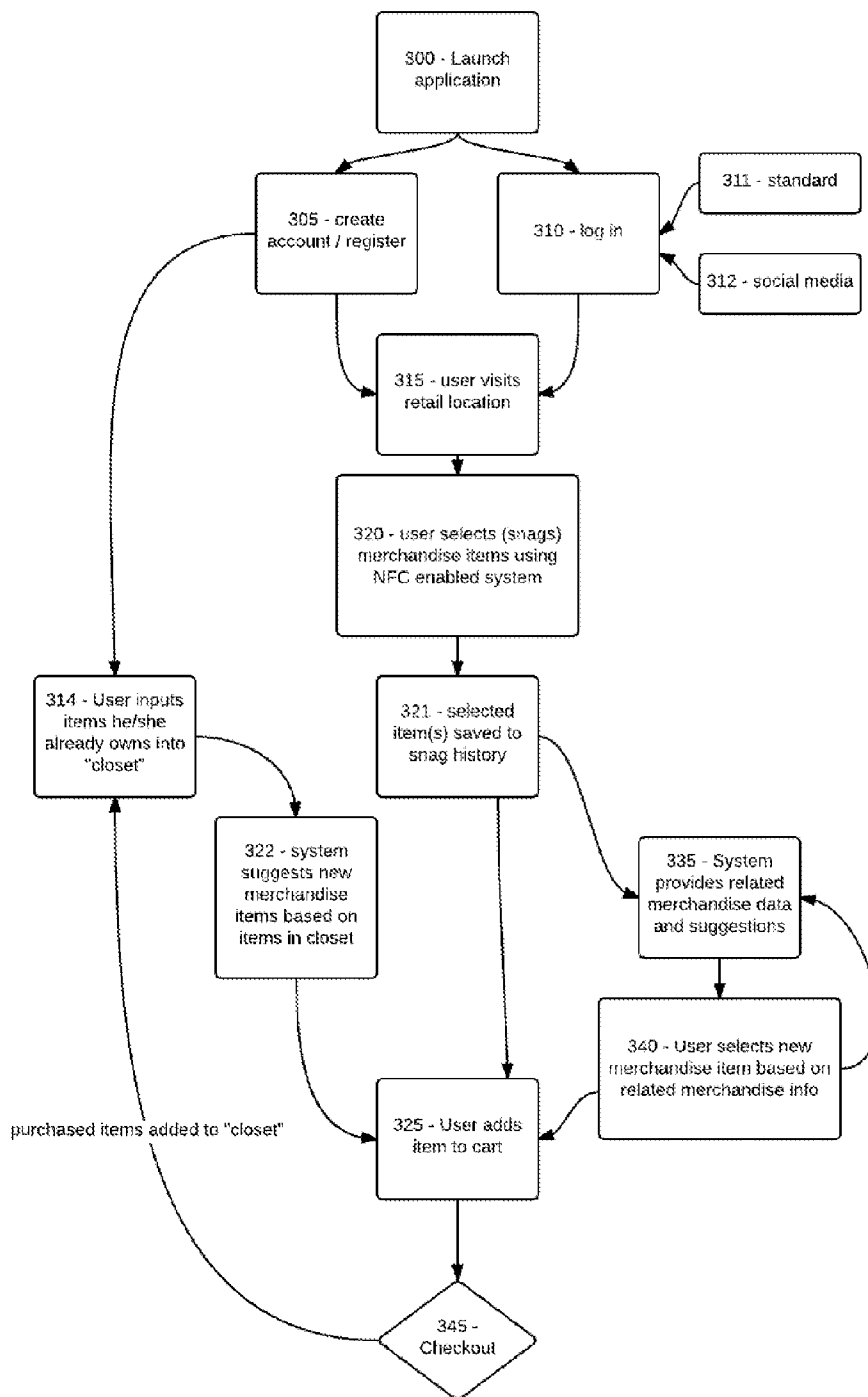 300 - Launch
application
305 - create
account / register
310 - log in
311 - standard
312 - social media
315 - user visits
retail location
320 - user selects (snags)
merchandise items using
NFC enabled system
314 - User inputs
items he/she
already owns into
"closet"
321 - selected
item(s) saved to
snag history
322 - system
suggests new
merchandise
items based on
items in closet
335 - System
provides related
merchandise data
and suggestions
340 - User selects new
merchandise item based on
related merchandise info
purchased items added to "closet"
325 - User adds
item to cart
345 -
Checkout